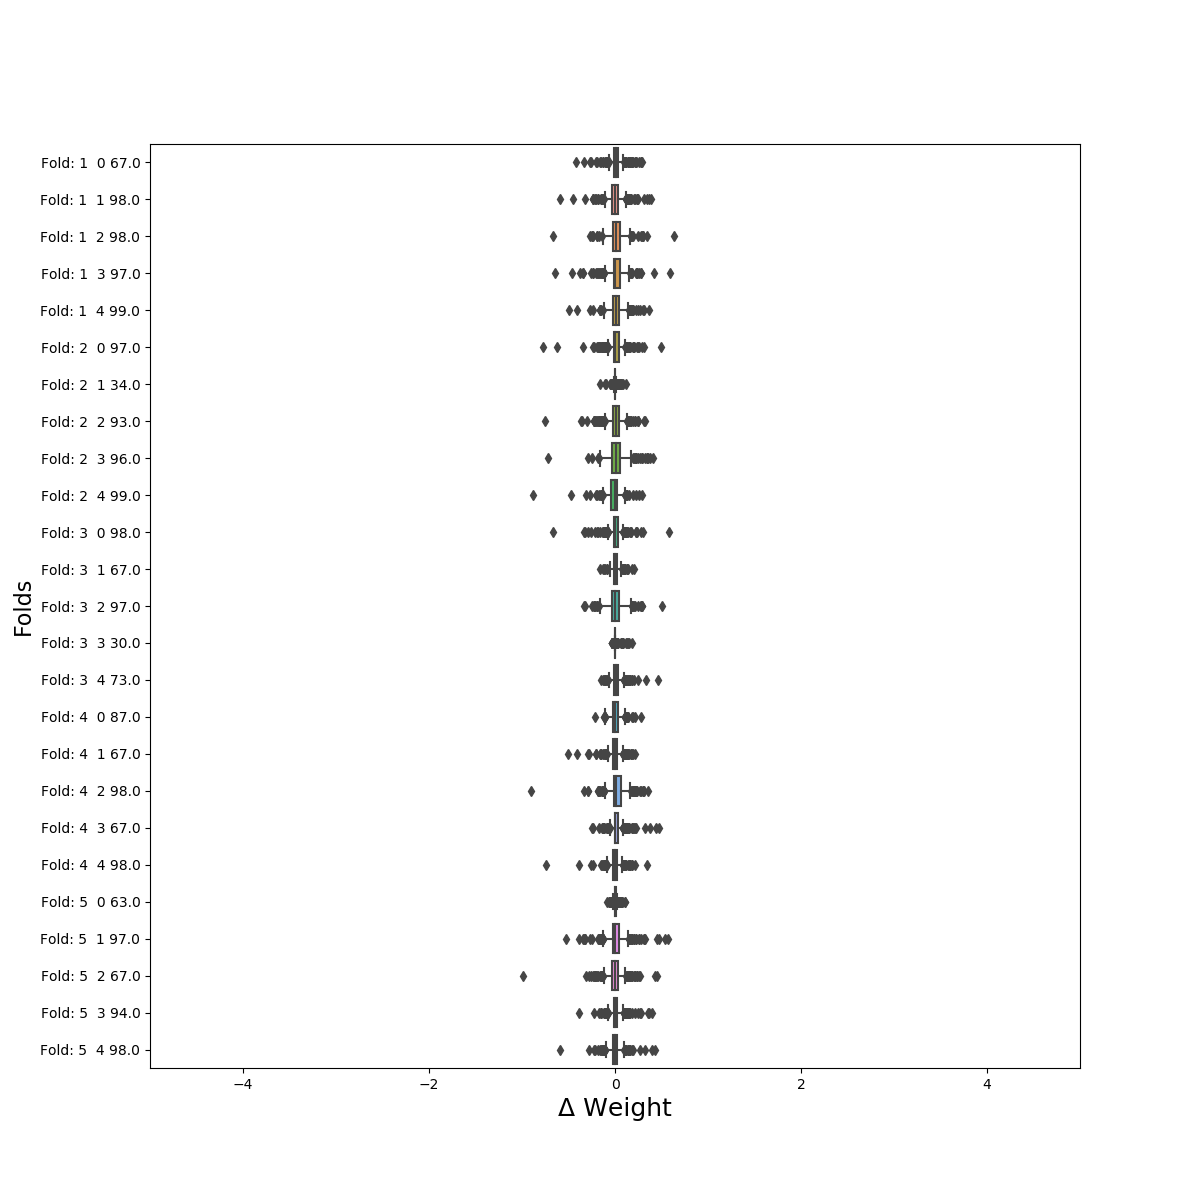 Fold: 1  0 67.0
Fold: 1  1 98.0
Fold: 1  2 98.0
Fold: 1  3 97.0
Fold: 1  4 99.0
Fold: 2  0 97.0
Fold: 2  1 34.0
Fold: 2  2 93.0
Fold: 2  3 96.0
Fold: 2  4 99.0
Fold: 3  0 98.0
Fold: 3  1 67.0
Fold: 3  2 97.0
Fold: 3  3 30.0
Fold: 3  4 73.0
Fold: 4  0 87.0
Fold: 4  1 67.0
Fold: 4  2 98.0
Fold: 4  3 67.0
Fold: 4  4 98.0
Fold: 5  0 63.0
Fold: 5  1 97.0
Fold: 5  2 67.0
Fold: 5  3 94.0
Fold: 5  4 98.0
Folds
−4 −2 0 2 4
Δ Weight